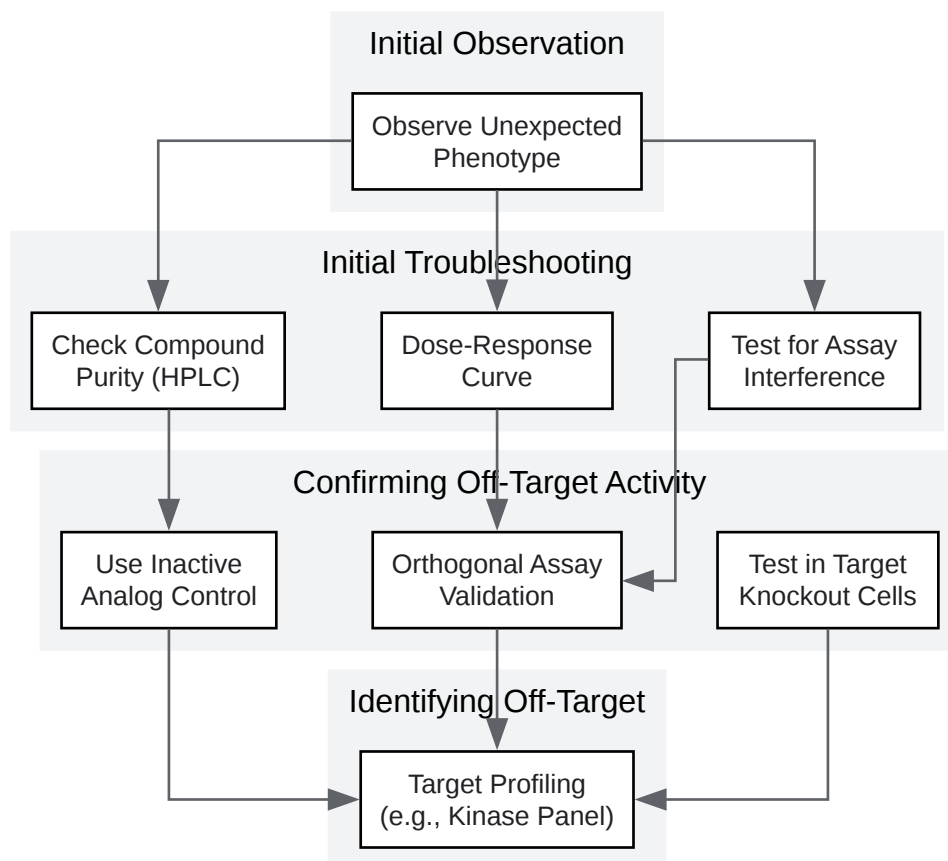 Initial Observation
Observe Unexpected
Phenotype
Initial Troubleshooting
Check Compound
Purity (HPLC)
Dose-Response
Curve
Test for Assay
Interference
Confirming Off-Target Activity
Use Inactive
Analog Control
Orthogonal Assay
Validation
Test in Target
Knockout Cells
Identifying Off-Target
Target Profiling
(e.g., Kinase Panel)